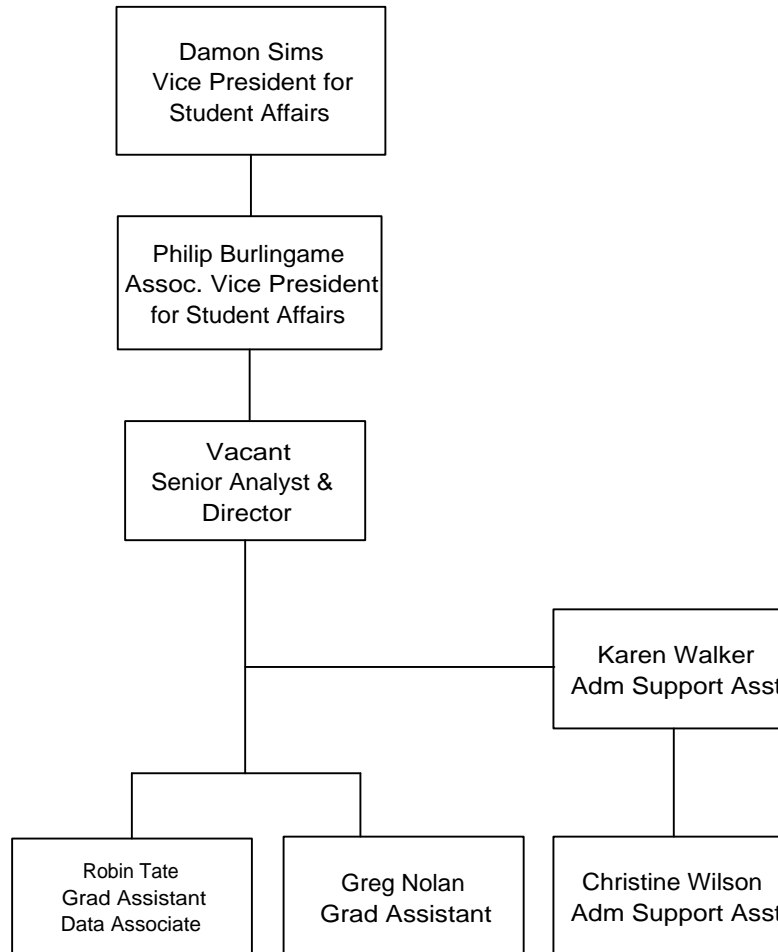 Damon Sims
Vice President for
Student Affairs
Philip Burlingame
Assoc. Vice President
for Student Affairs
Vacant
Senior Analyst &
Director
Karen Walker
Adm Support Asst
Robin Tate
Grad Assistant
Data Associate
Greg Nolan
Grad Assistant
Christine Wilson
Adm Support Asst